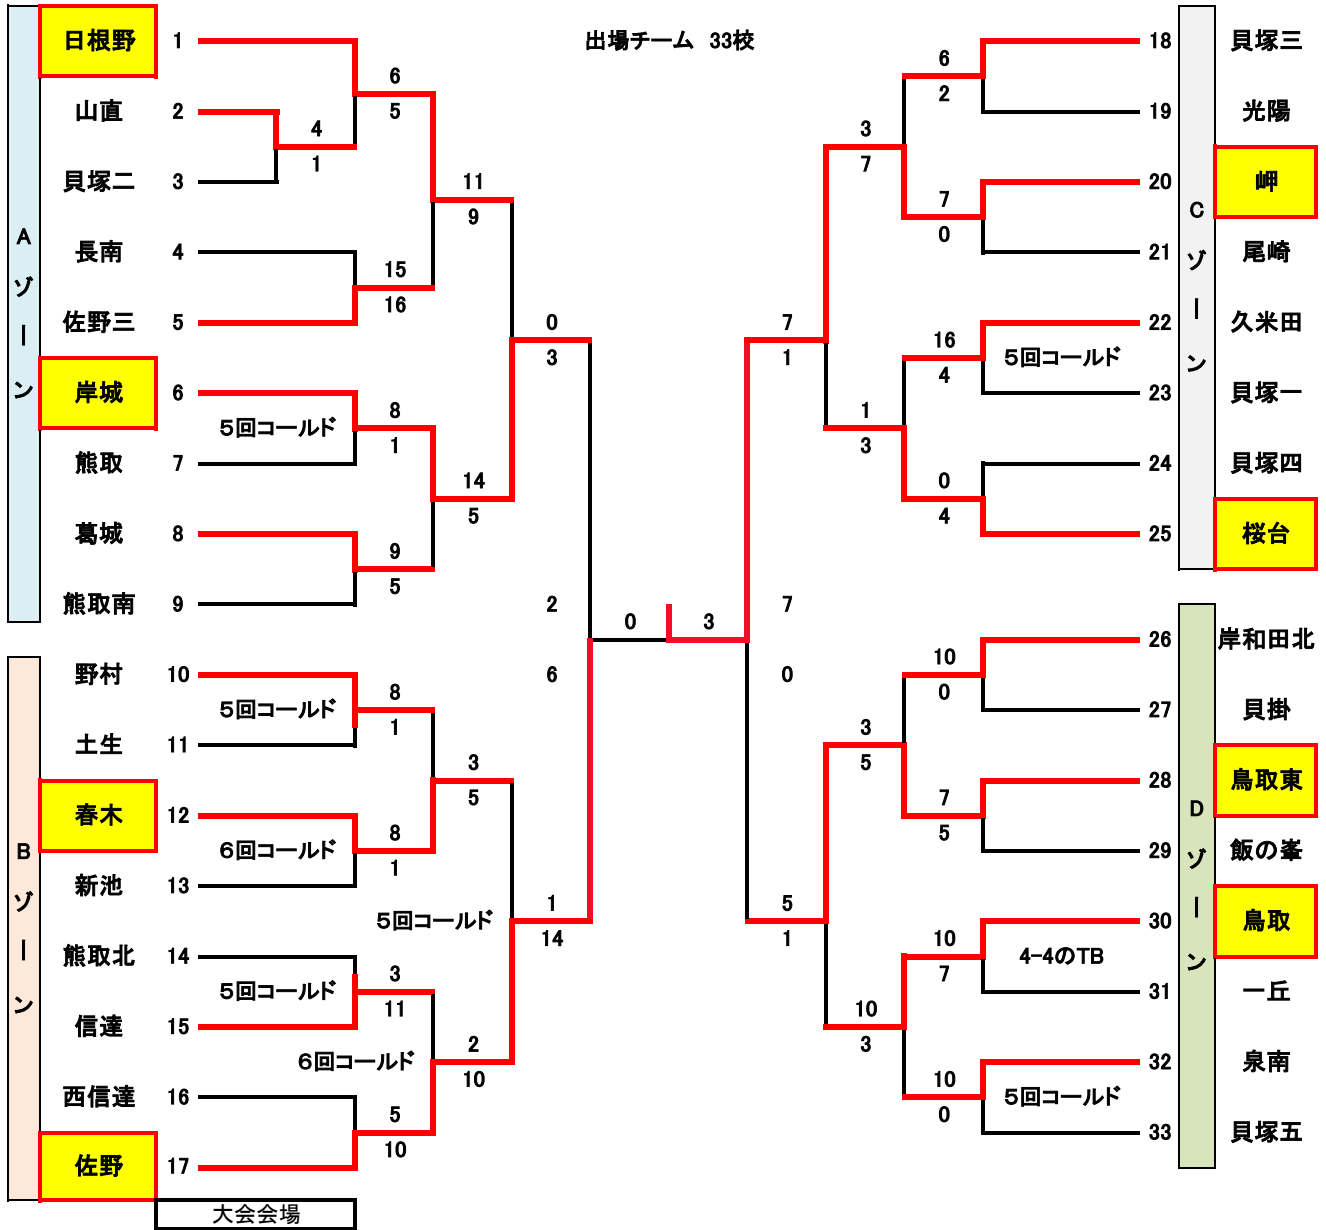 出場チーム 33校
Aゾーン
日根野 1
山直 2
貝塚二 3
長南 4
佐野三 5
岸城 6
熊取 7
葛城 8
熊取南 9
6
5
4
1
11
9
15
16
0
3
5回コールド
8
1
14
5
9
5
Bゾーン
野村 10
土生 11
春木 12
新池 13
熊取北 14
信達 15
西信達 16
佐野 17
2
6
5回コールド
8
1
3
5
6回コールド
8
1
5回コールド
1
14
5回コールド
3
11
6回コールド
2
10
5
10
大会会場
0
3
Cゾーン
18 貝塚三
19 光陽
20 岬
21 尾崎
22 久米田
23 貝塚一
24 貝塚四
25 桜台
6
2
3
7
7
0
7
1
16
4
5回コールド
1
3
0
4
Dゾーン
26 岸和田北
27 貝掛
28 鳥取東
29 飯の峯
30 鳥取
31 一丘
32 泉南
33 貝塚五
7
0
10
0
3
5
7
5
5
1
10
7
4-4のTB
10
3
10
0
5回コールド